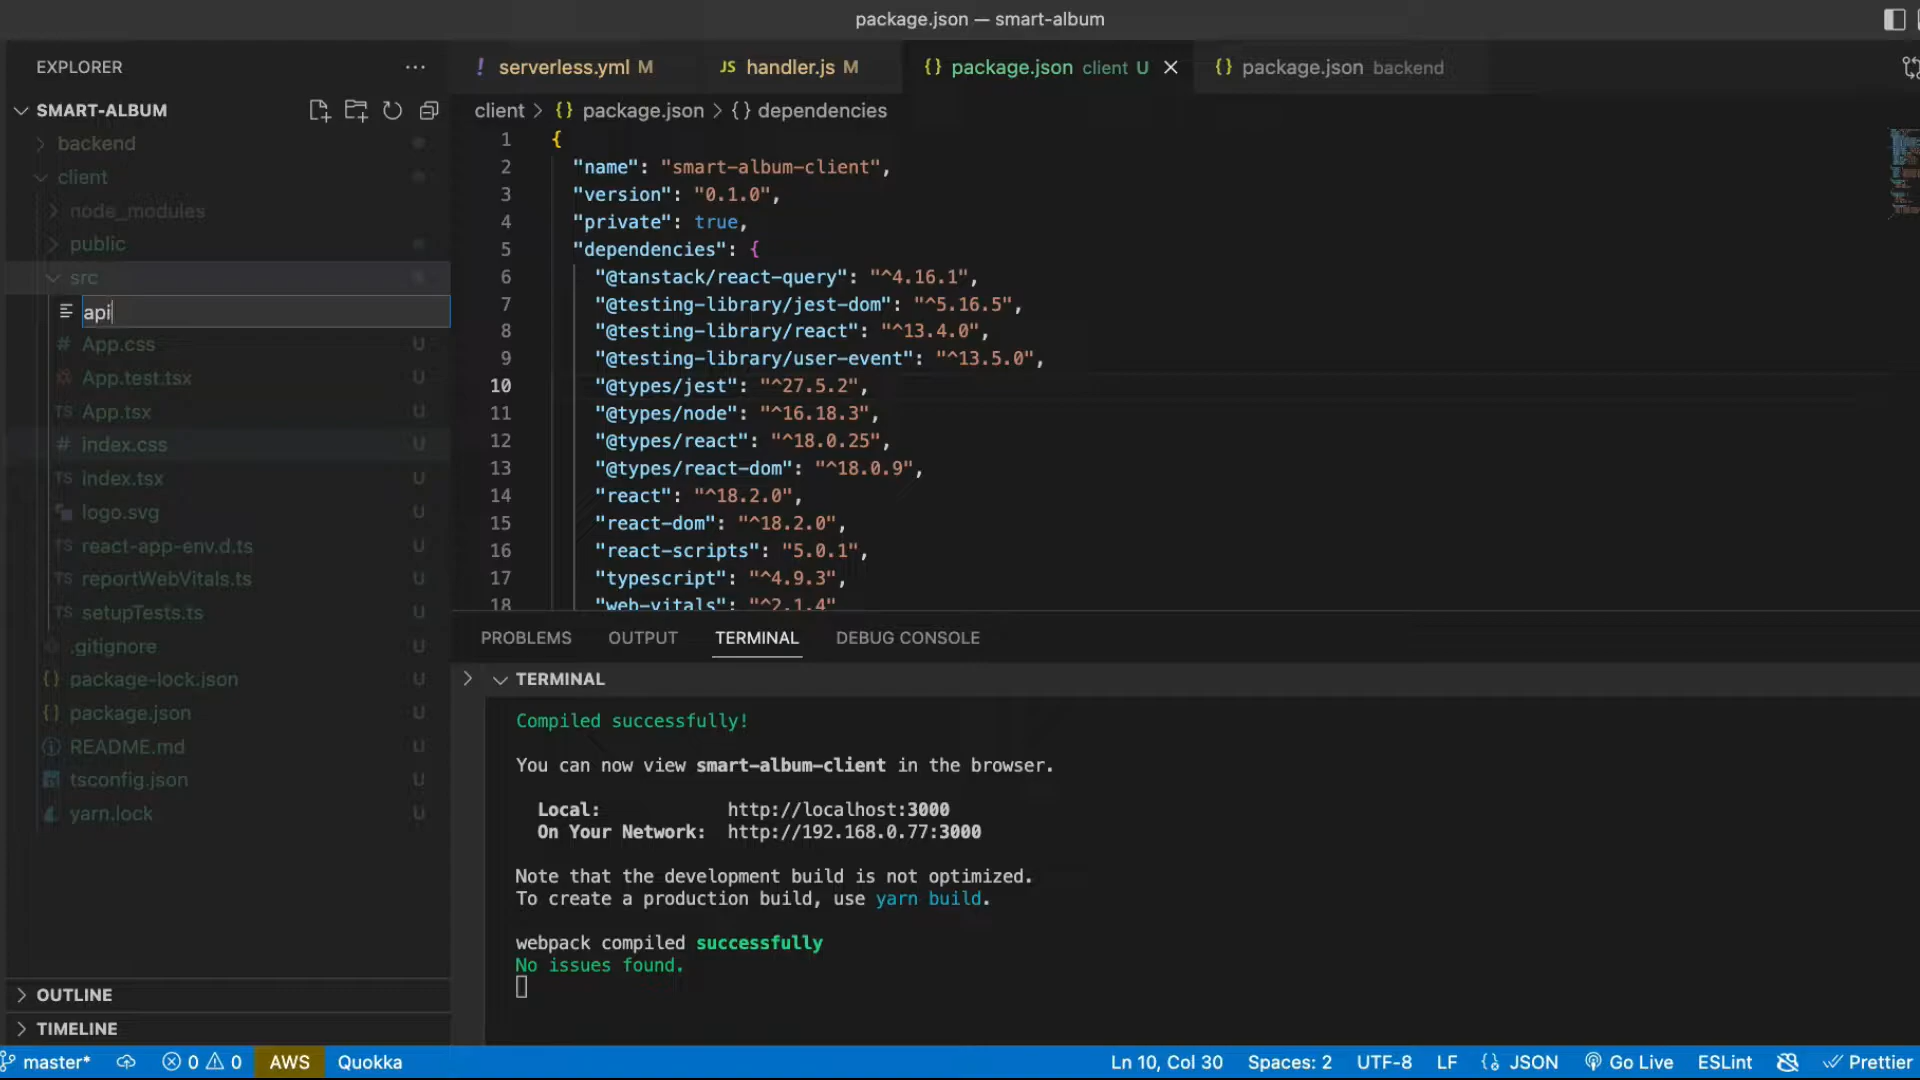 package.json — smart-album
EXPLORER
SMART-ALBUM
backend
client
node_modules
public
src
api
App.css U
App.test.tsx U
App.tsx U
index.css U
index.tsx U
logo.svg U
react-app-env.d.ts U
reportWebVitals.ts U
setupTests.ts U
.gitignore U
package-lock.json U
package.json U
README.md U
tsconfig.json U
yarn.lock U
OUTLINE
TIMELINE
serverless.yml M
JS handler.js M
{} package.json client U
{} package.json backend
client > {} package.json > {} dependencies
1 {
2 "name": "smart-album-client",
3 "version": "0.1.0",
4 "private": true,
5 "dependencies": {
6 "@tanstack/react-query": "^4.16.1",
7 "@testing-library/jest-dom": "^5.16.5",
8 "@testing-library/react": "^13.4.0",
9 "@testing-library/user-event": "^13.5.0",
10 "@types/jest": "^27.5.2",
11 "@types/node": "^16.18.3",
12 "@types/react": "^18.0.25",
13 "@types/react-dom": "^18.0.9",
14 "react": "^18.2.0",
15 "react-dom": "^18.2.0",
16 "react-scripts": "5.0.1",
17 "typescript": "^4.9.3",
18 "web-vitals": "^2.1.4"
PROBLEMS OUTPUT TERMINAL DEBUG CONSOLE
TERMINAL
Compiled successfully!
You can now view smart-album-client in the browser.
Local: http://localhost:3000
On Your Network: http://192.168.0.77:3000
Note that the development build is not optimized.
To create a production build, use yarn build.
webpack compiled successfully
No issues found.
master* 0 0 AWS Quokka Ln 10, Col 30 Spaces: 2 UTF-8 LF {} JSON Go Live ESLint Prettier